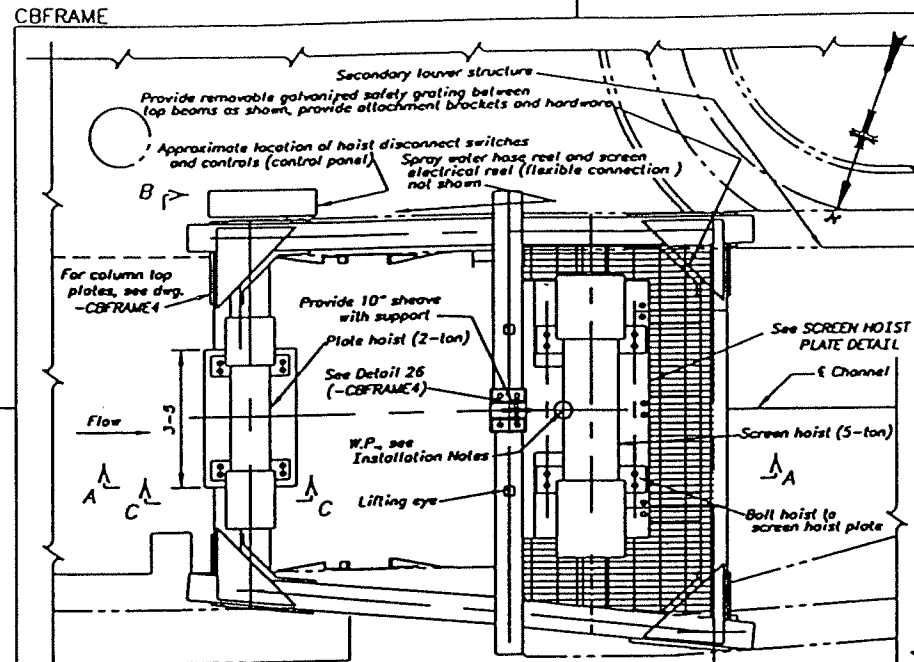 CBFRAME
Secondary louver structure
Provide removable galvanized safety grating between
top beams as shown, provide attachment brackets and hardware
Approximate location of hoist disconnect switches
and controls (control panel)
Spray water hose reel and screen
electrical reel (flexible connection )
not shown
B
For column top
plates, see dwg.
-CBFRAME4
Provide 10" sheave
with support
Plate hoist (2-ton)
See SCREEN HOIST
PLATE DETAIL
See Detail 26
(-CBFRAME4)
℄ Channel
3-5
Flow
W.P., see
Installation Notes
Screen hoist (5-ton)
A
C
C
A
Lifting eye
Bolt hoist to
screen hoist plate